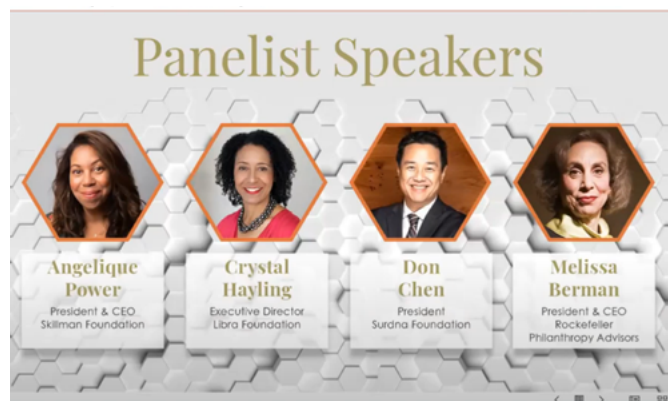 Panelist Speakers
Angelique
Power
President & CEO
Skillman Foundation
Crystal
Hayling
Executive Director
Libra Foundation
Don
Chen
President
Surdna Foundation
Melissa
Berman
President & CEO
Rockefeller
Philanthropy Advisors